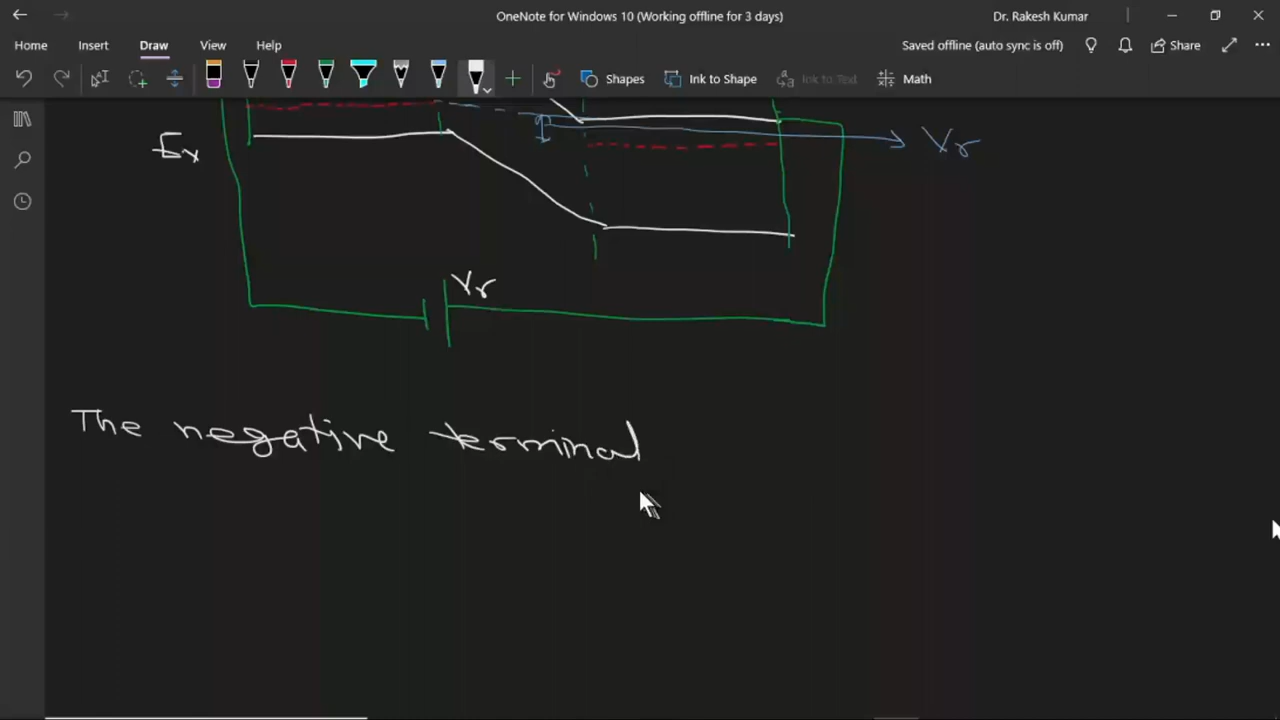 OneNote for Windows 10 (Working offline for 3 days) Dr. Rakesh Kumar
Home Insert Draw View Help Saved offline (auto sync is off) Share
Shapes Ink to Shape Ink to Text Math
Ev Vr
Vr
The negative terminal